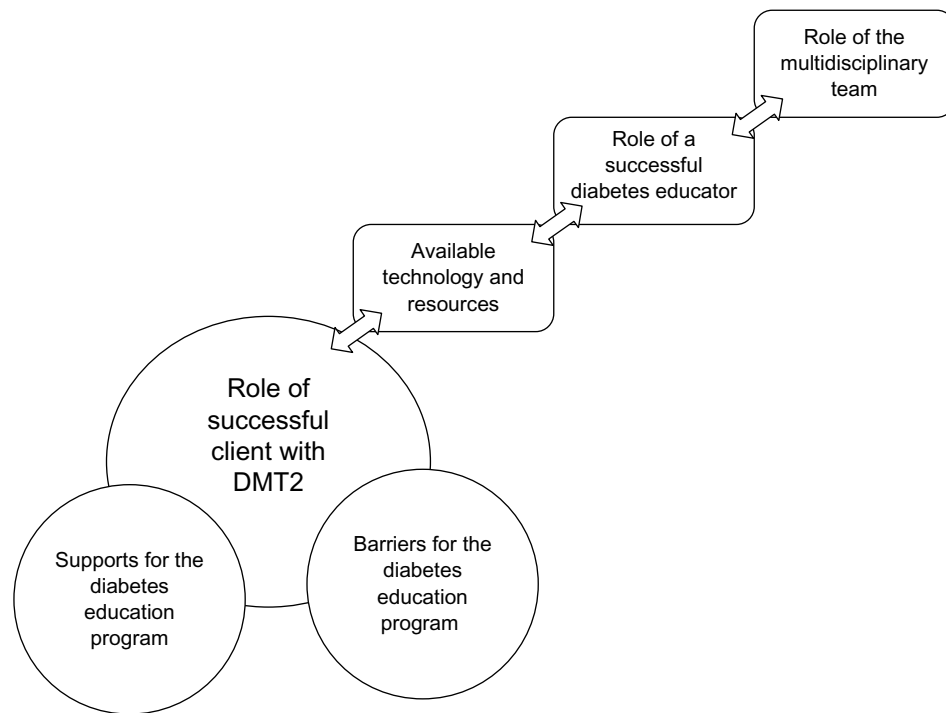 Role of the
multidisciplinary
team
Role of a
successful
diabetes educator
Available
technology and
resources
Role of
successful
client with
DMT2
Supports for the
diabetes
education
program
Barriers for the
diabetes
education
program